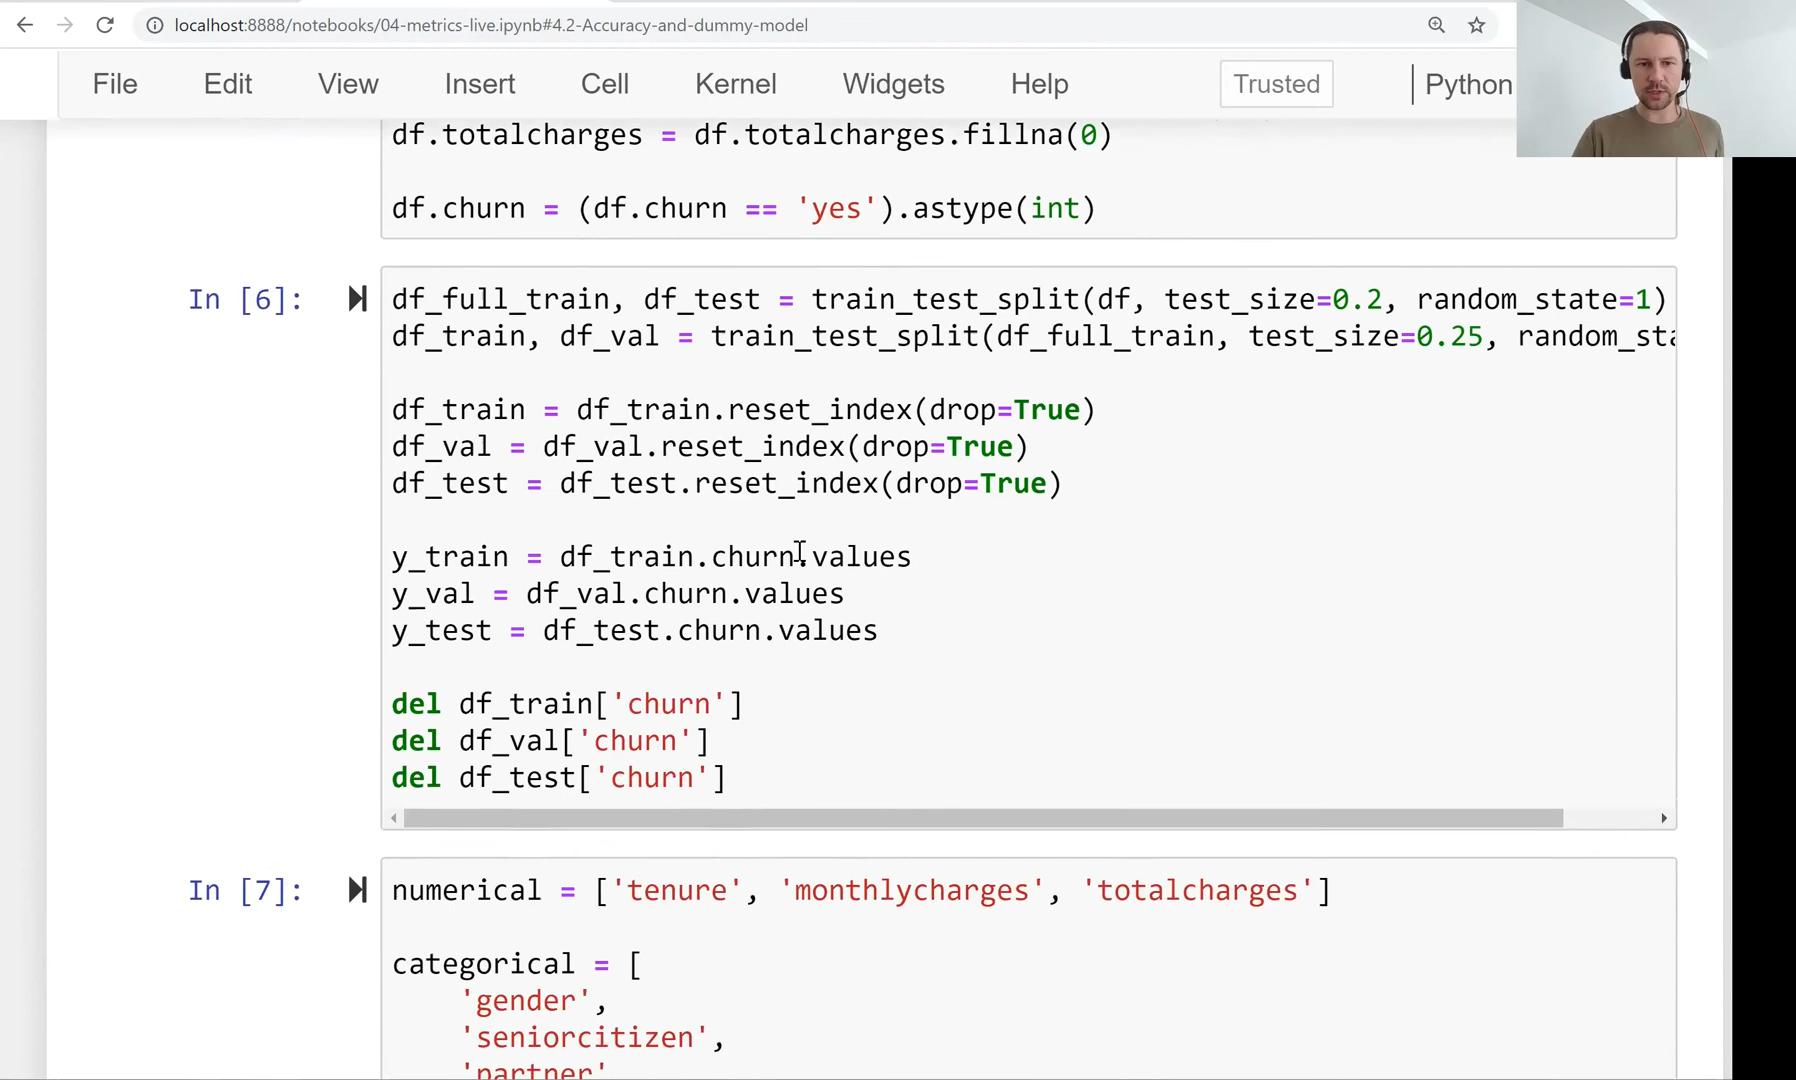 localhost:8888/notebooks/04-metrics-live.ipynb#4.2-Accuracy-and-dummy-model
File Edit View Insert Cell Kernel Widgets Help Trusted Python
df.totalcharges = df.totalcharges.fillna(0)
df.churn = (df.churn == 'yes').astype(int)
In [6]:
df_full_train, df_test = train_test_split(df, test_size=0.2, random_state=1)
df_train, df_val = train_test_split(df_full_train, test_size=0.25, random_sta
df_train = df_train.reset_index(drop=True)
df_val = df_val.reset_index(drop=True)
df_test = df_test.reset_index(drop=True)
y_train = df_train.churn.values
y_val = df_val.churn.values
y_test = df_test.churn.values
del df_train['churn']
del df_val['churn']
del df_test['churn']
In [7]:
numerical = ['tenure', 'monthlycharges', 'totalcharges']
categorical = [
'gender',
'seniorcitizen',
'partner'